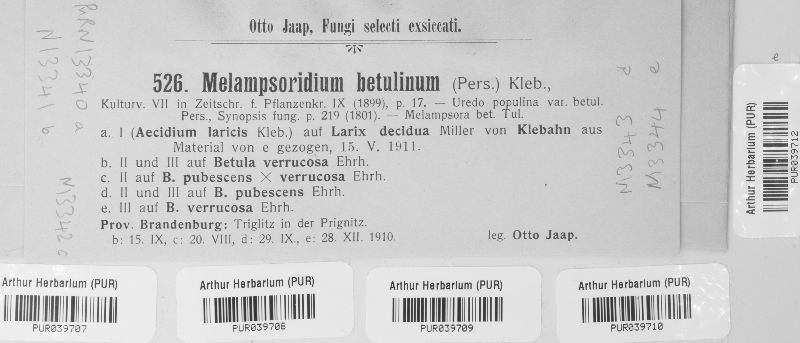 Otto Jaap, Fungi selecti exsiccati.
526. Melampsoridium betulinum (Pers.) Kleb.,
Kulturv. VII in Zeitschr. f. Pflanzenkr. IX (1899), p. 17. — Uredo populina var. betul.
Pers., Synopsis fung. p. 219 (1801). — Melampsora bet. Tul.
a. I (Aecidium laricis Kleb.) auf Larix decidua Miller von Klebahn aus
Material von e gezogen, 15. V. 1911.
b. II und III auf Betula verrucosa Ehrh.
c. II auf B. pubescens × verrucosa Ehrh.
d. II und III auf B. pubescens Ehrh.
e. III auf B. verrucosa Ehrh.
Prov. Brandenburg: Triglitz in der Prignitz.
b: 15. IX, c: 20. VIII, d: 29. IX., e: 28. XII. 1910.
leg. Otto Jaap.
PURN13340 a
N13341 b
M3342 c
M3343 d
M3344 e
e
Arthur Herbarium (PUR)
PUR039712
Arthur Herbarium (PUR)
PUR039707
Arthur Herbarium (PUR)
PUR039708
Arthur Herbarium (PUR)
PUR039709
Arthur Herbarium (PUR)
PUR039710